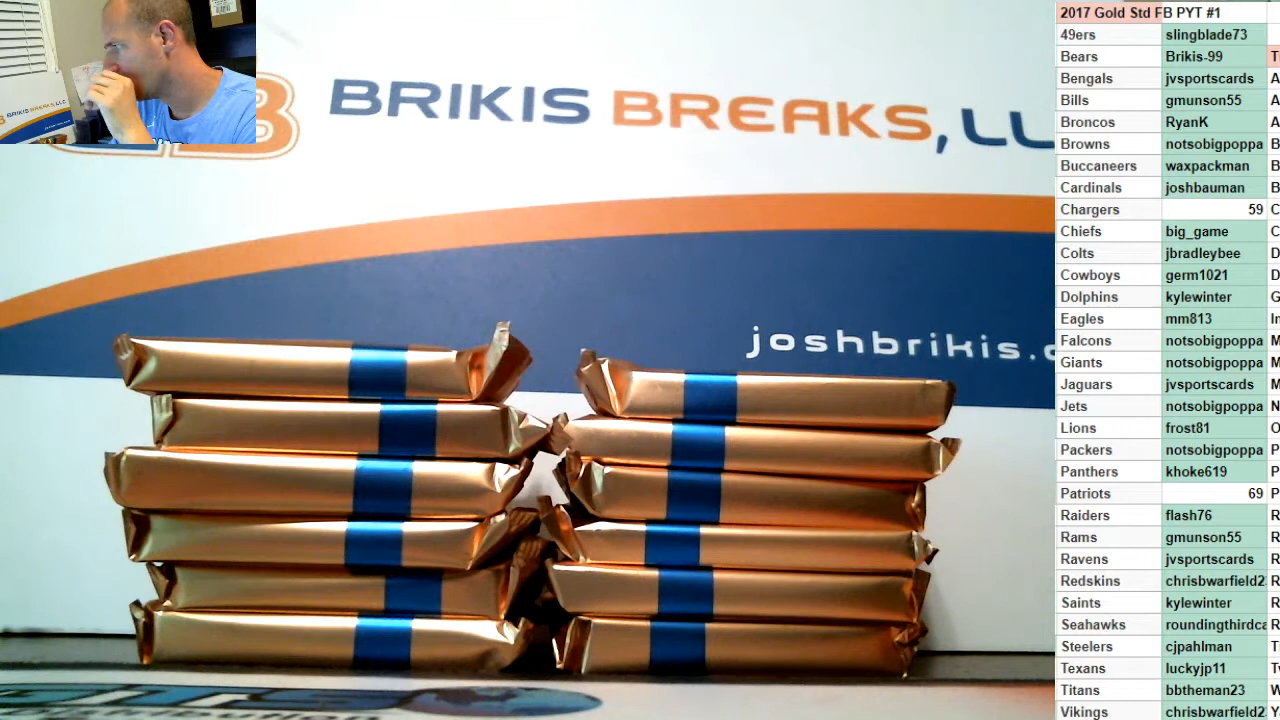 BRIKIS BREAKS, LL
joshbrikis.c
2017 Gold Std FB PYT #1
49ers slingblade73
Bears Brikis-99 T
Bengals jvsportscards A
Bills gmunson55 A
Broncos RyanK A
Browns notsobigpoppa B
Buccaneers waxpackman B
Cardinals joshbauman B
Chargers 59 C
Chiefs big_game C
Colts jbradleybee D
Cowboys germ1021 D
Dolphins kylewinter G
Eagles mm813 In
Falcons notsobigpoppa M
Giants notsobigpoppa M
Jaguars jvsportscards M
Jets notsobigpoppa N
Lions frost81 O
Packers notsobigpoppa P
Panthers khoke619 P
Patriots 69 P
Raiders flash76 R
Rams gmunson55 R
Ravens jvsportscards R
Redskins chrisbwarfield2 R
Saints kylewinter R
Seahawks roundingthirdca R
Steelers cjpahlman Ti
Texans luckyjp11 Tv
Titans bbtheman23 W
Vikings chrisbwarfield2 Y